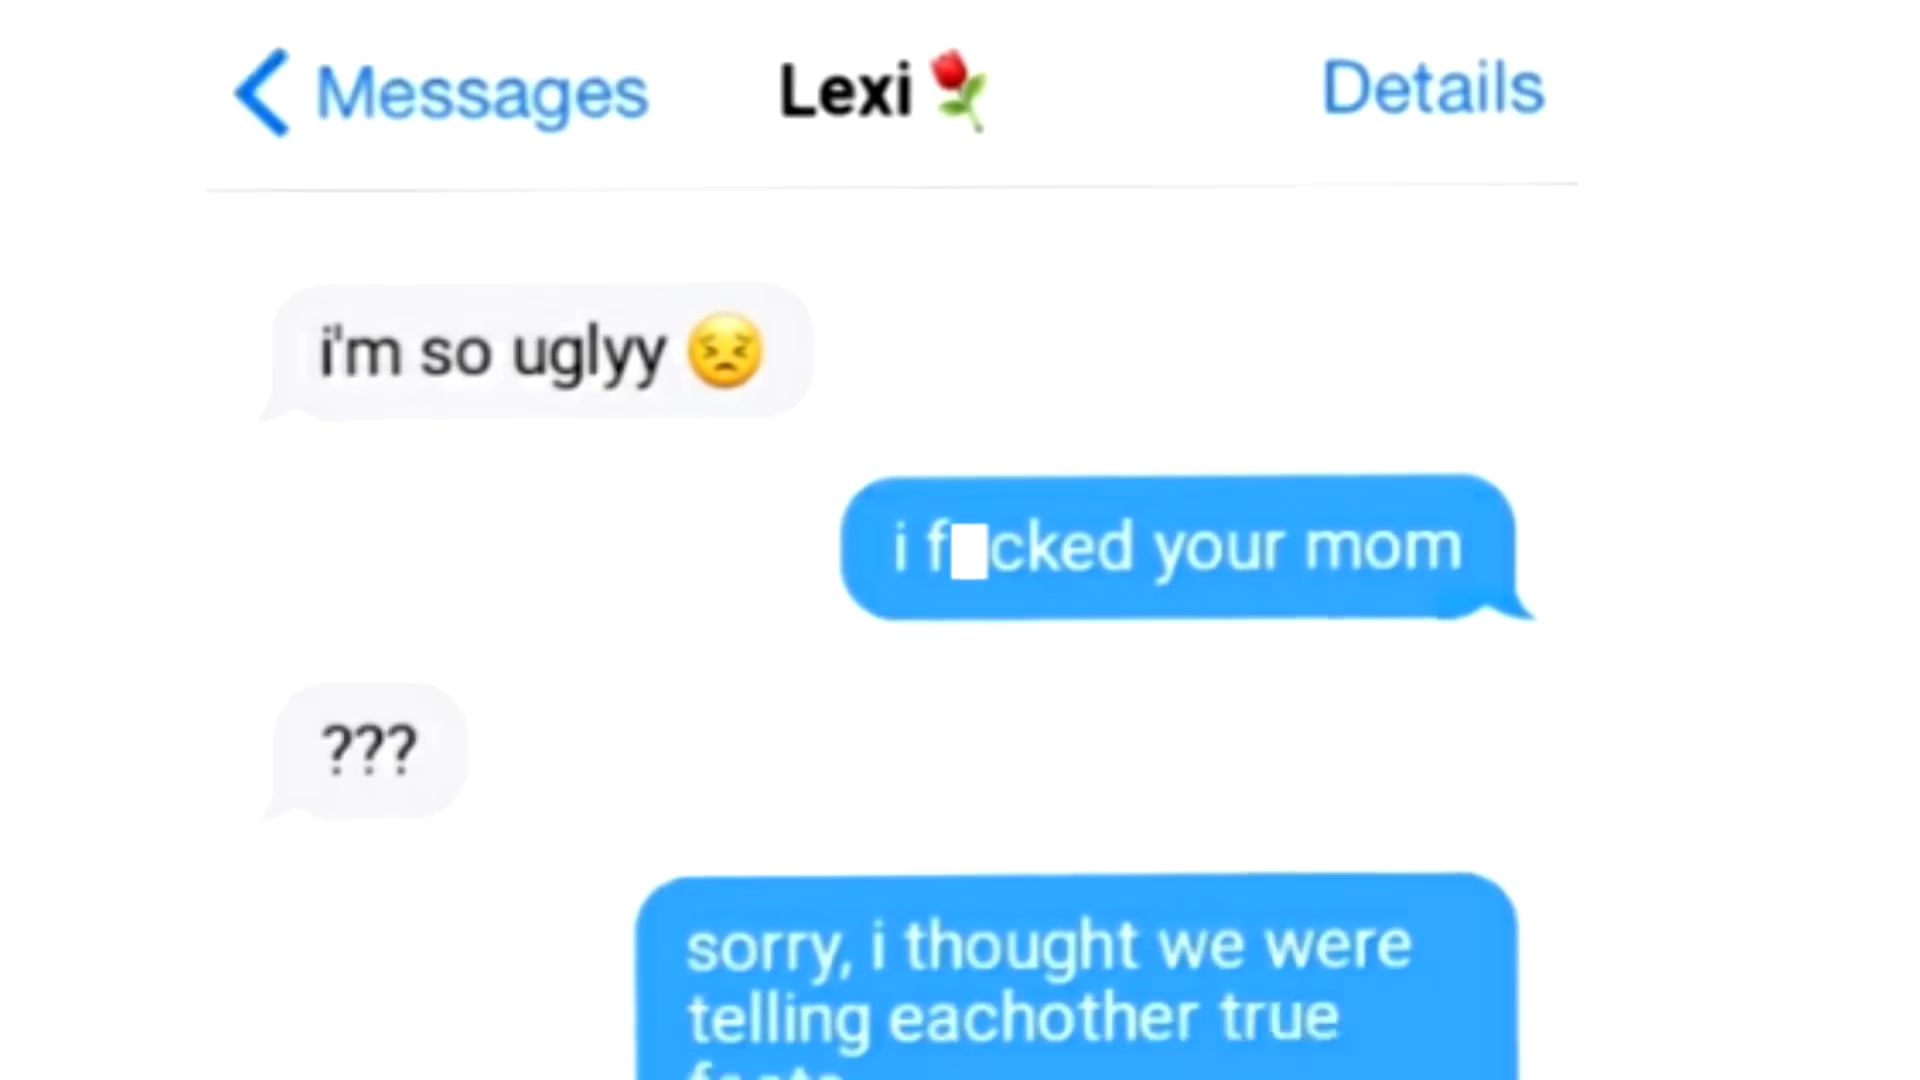 Messages Lexi🌹 Details
i'm so uglyy 😣
i f█cked your mom
???
sorry, i thought we were
telling eachother true